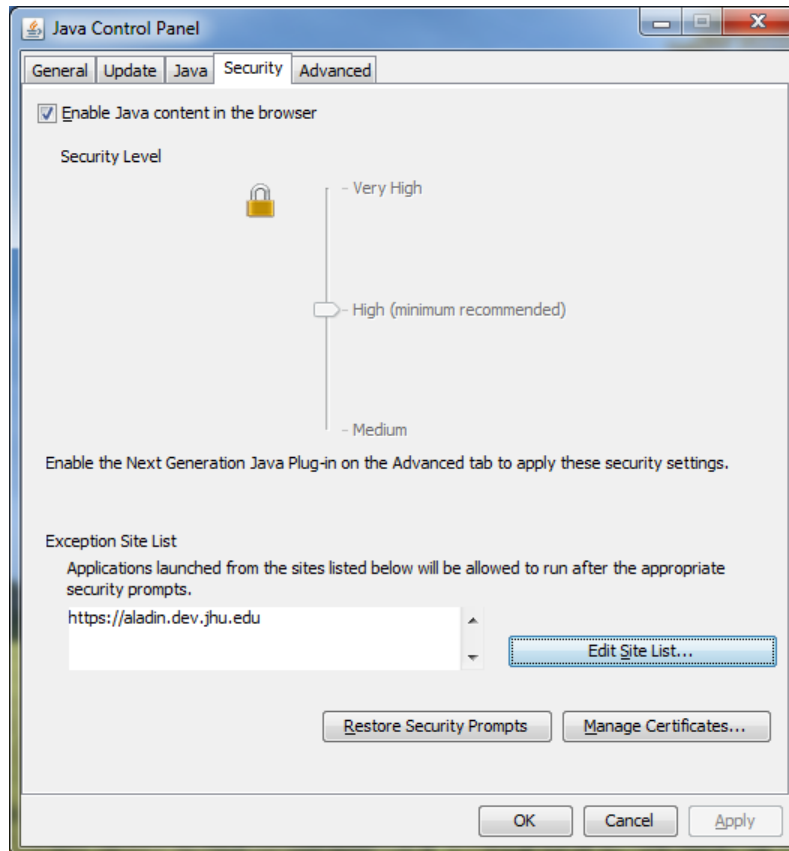 Java Control Panel
General Update Java Security Advanced
Enable Java content in the browser
Security Level
- Very High
- High (minimum recommended)
- Medium
Enable the Next Generation Java Plug-in on the Advanced tab to apply these security settings.
Exception Site List
Applications launched from the sites listed below will be allowed to run after the appropriate
security prompts.
https://aladin.dev.jhu.edu
Edit Site List...
Restore Security Prompts Manage Certificates...
OK Cancel Apply